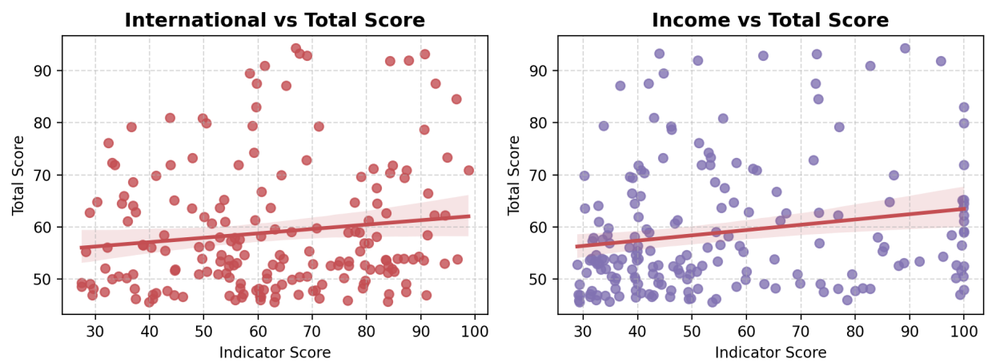 International vs Total Score
Total Score
90
80
70
60
50
30 40 50 60 70 80 90 100
Indicator Score
Income vs Total Score
Total Score
90
80
70
60
50
30 40 50 60 70 80 90 100
Indicator Score